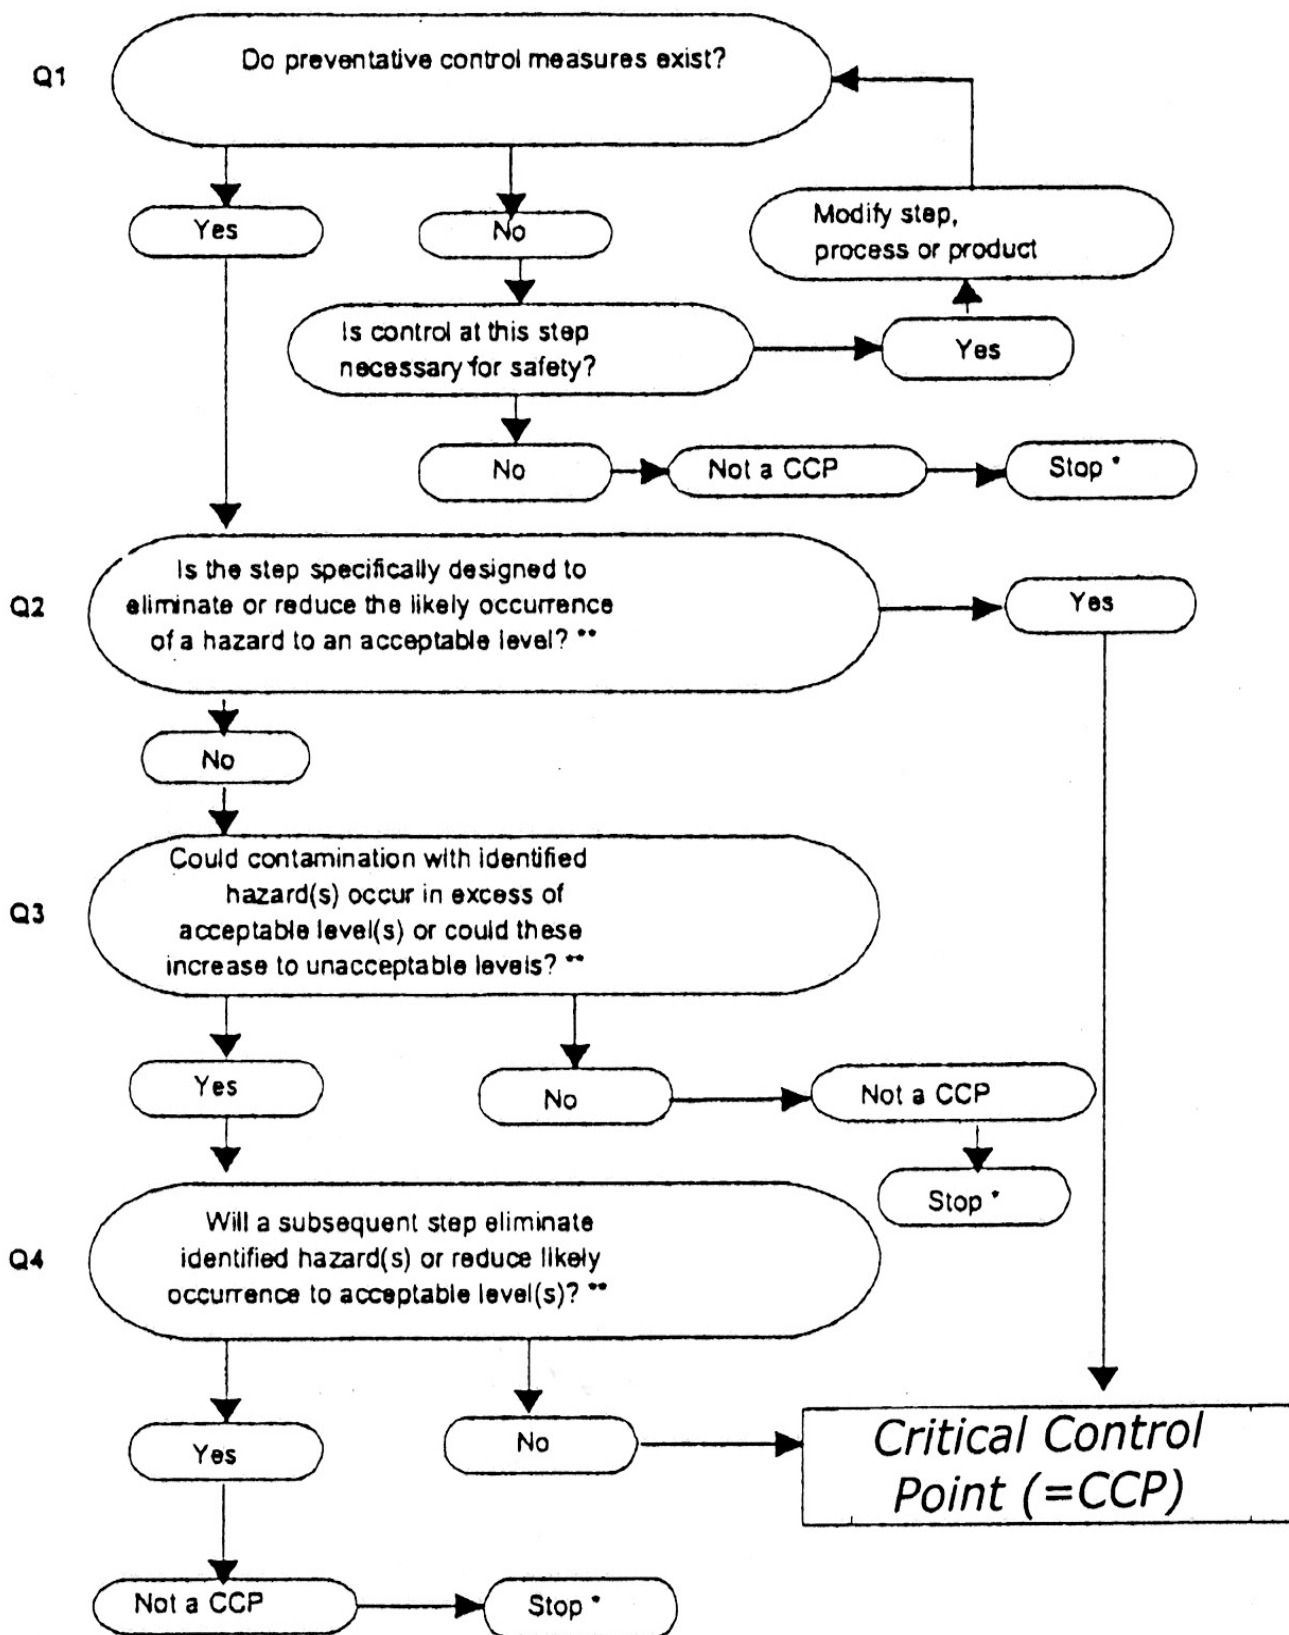 Q1
Do preventative control measures exist?
Yes
No
Modify step,
process or product
Is control at this step
necessary for safety?
Yes
No
Not a CCP
Stop *
Q2
Is the step specifically designed to
eliminate or reduce the likely occurrence
of a hazard to an acceptable level? **
Yes
No
Q3
Could contamination with identified
hazard(s) occur in excess of
acceptable level(s) or could these
increase to unacceptable levels? **
Yes
No
Not a CCP
Stop *
Q4
Will a subsequent step eliminate
identified hazard(s) or reduce likely
occurrence to acceptable level(s)? **
Yes
No
Critical Control
Point (=CCP)
Not a CCP
Stop *